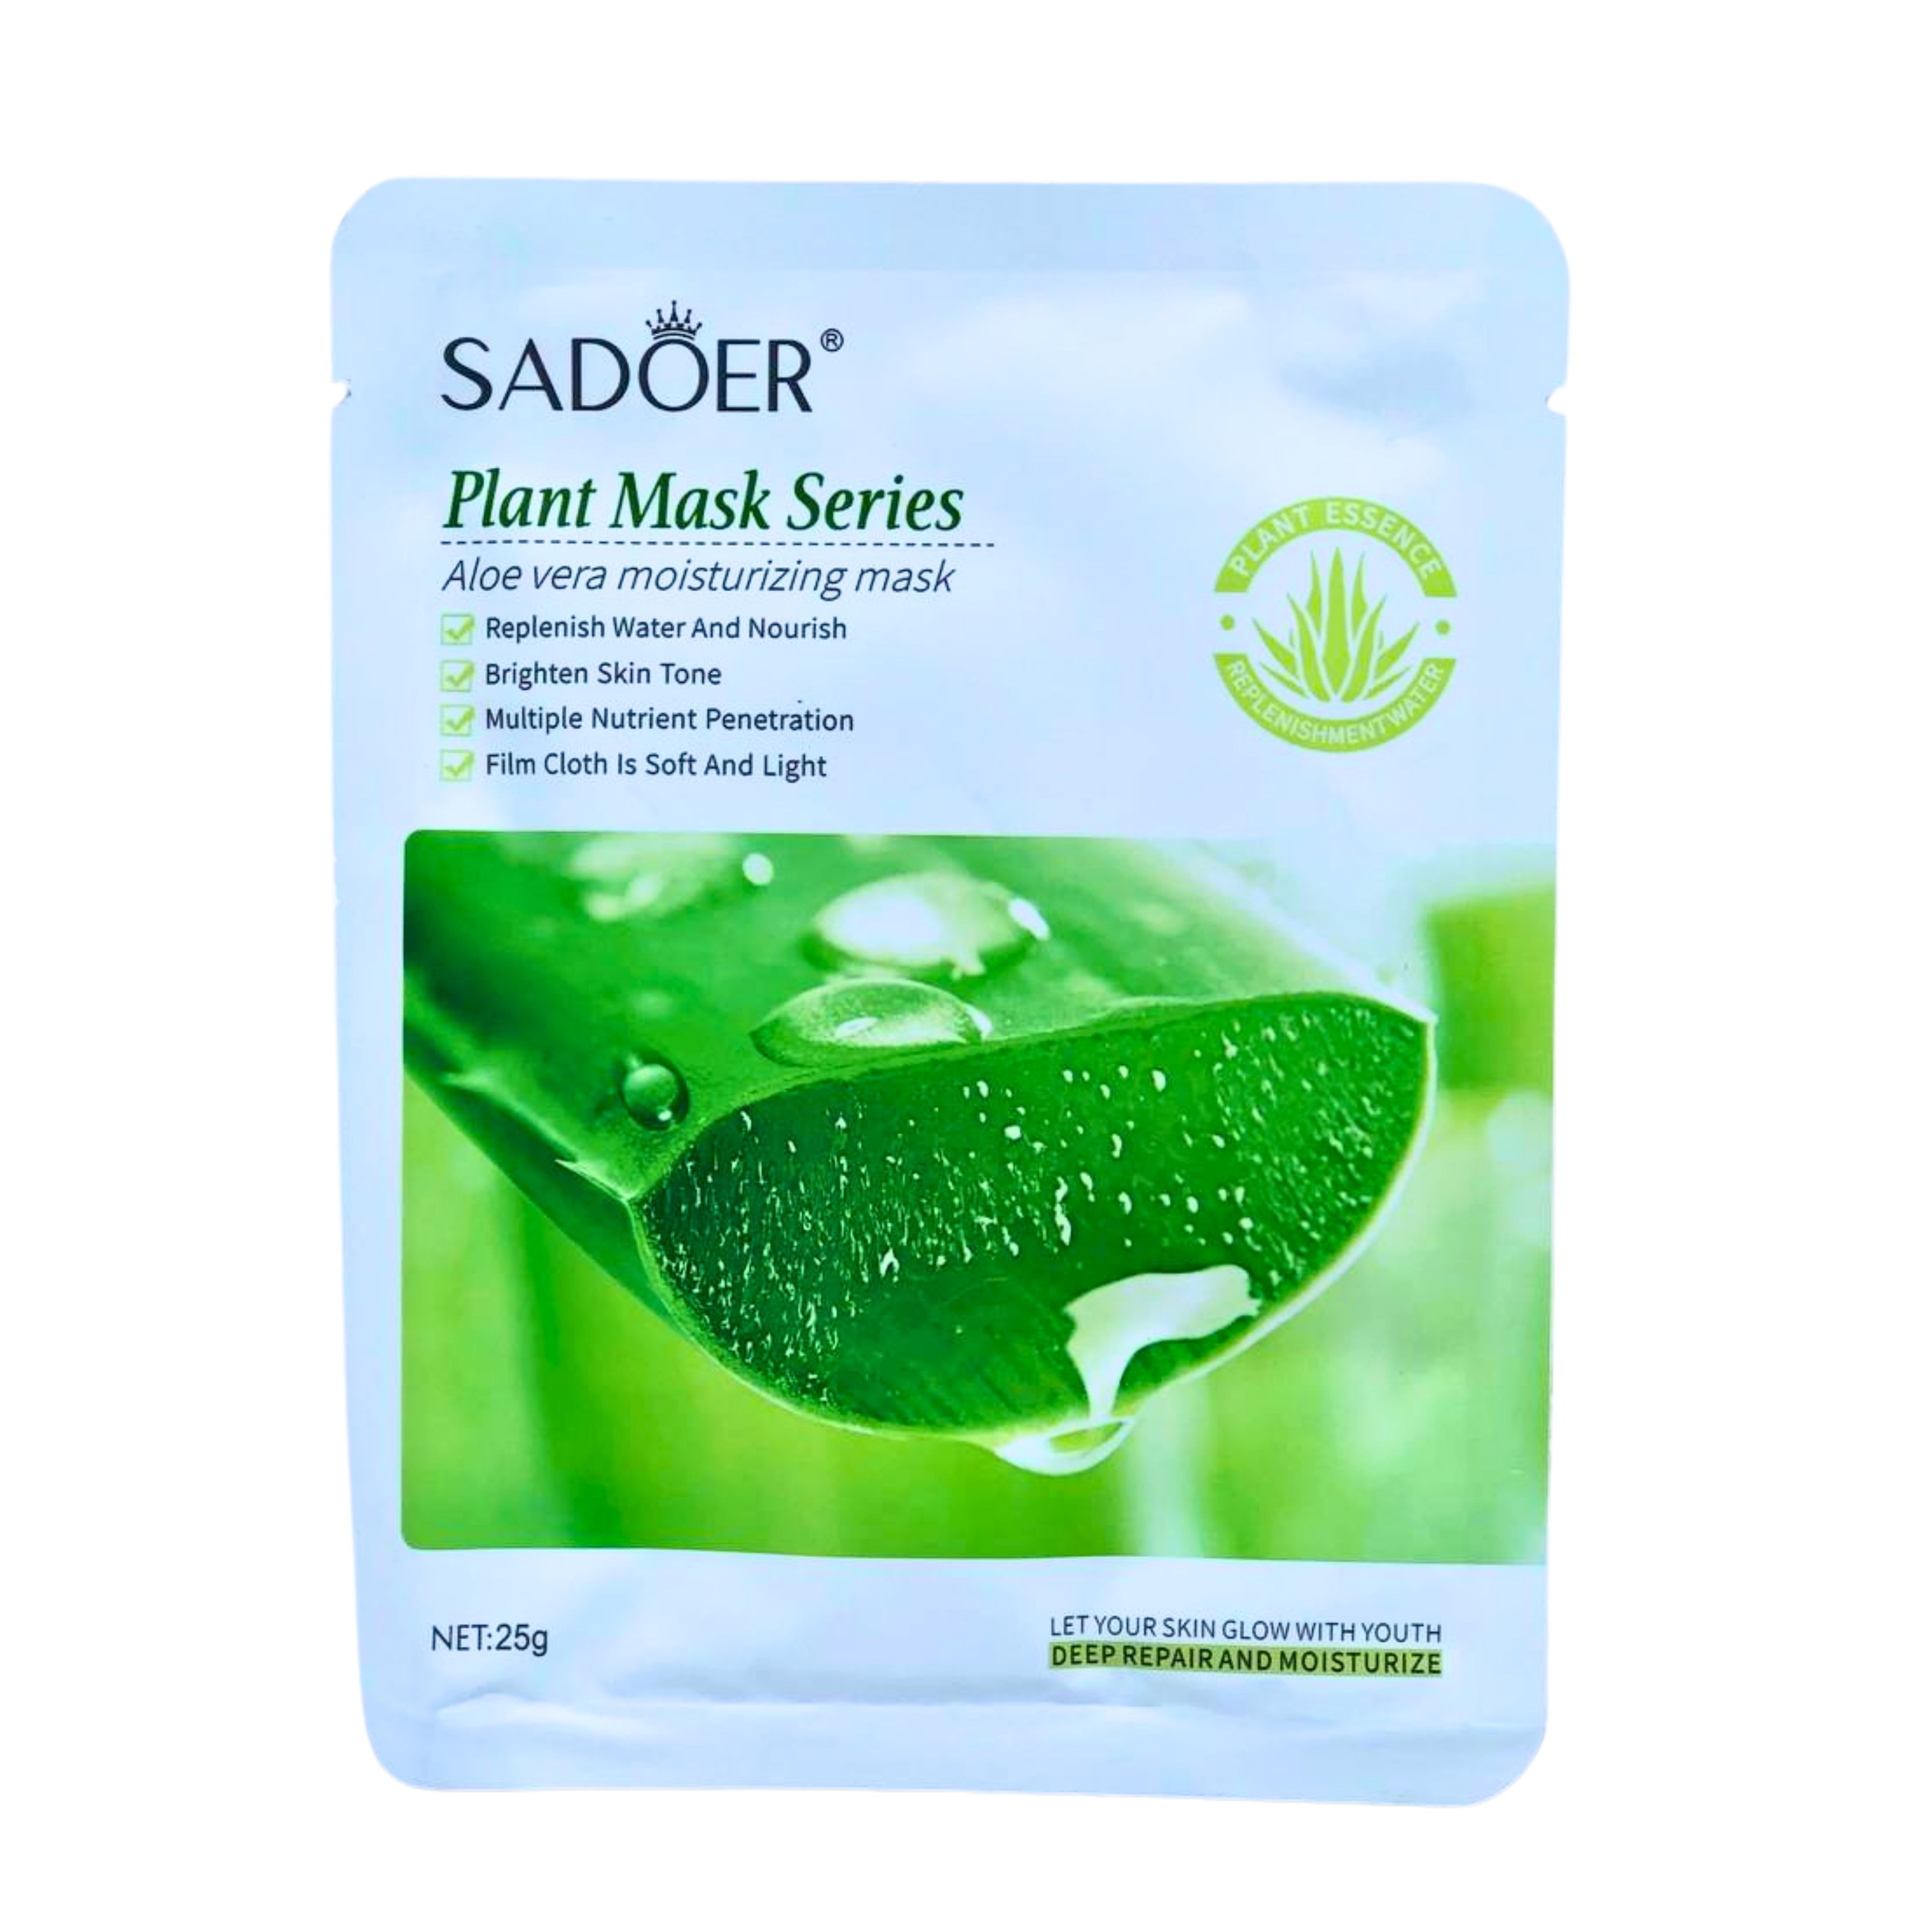 SADOER®
Plant Mask Series
Aloe vera moisturizing mask
Replenish Water And Nourish
Brighten Skin Tone
Multiple Nutrient Penetration
Film Cloth Is Soft And Light
PLANT ESSENCE
REPLENISHMENTWATER
NET:25g
LET YOUR SKIN GLOW WITH YOUTH
DEEP REPAIR AND MOISTURIZE